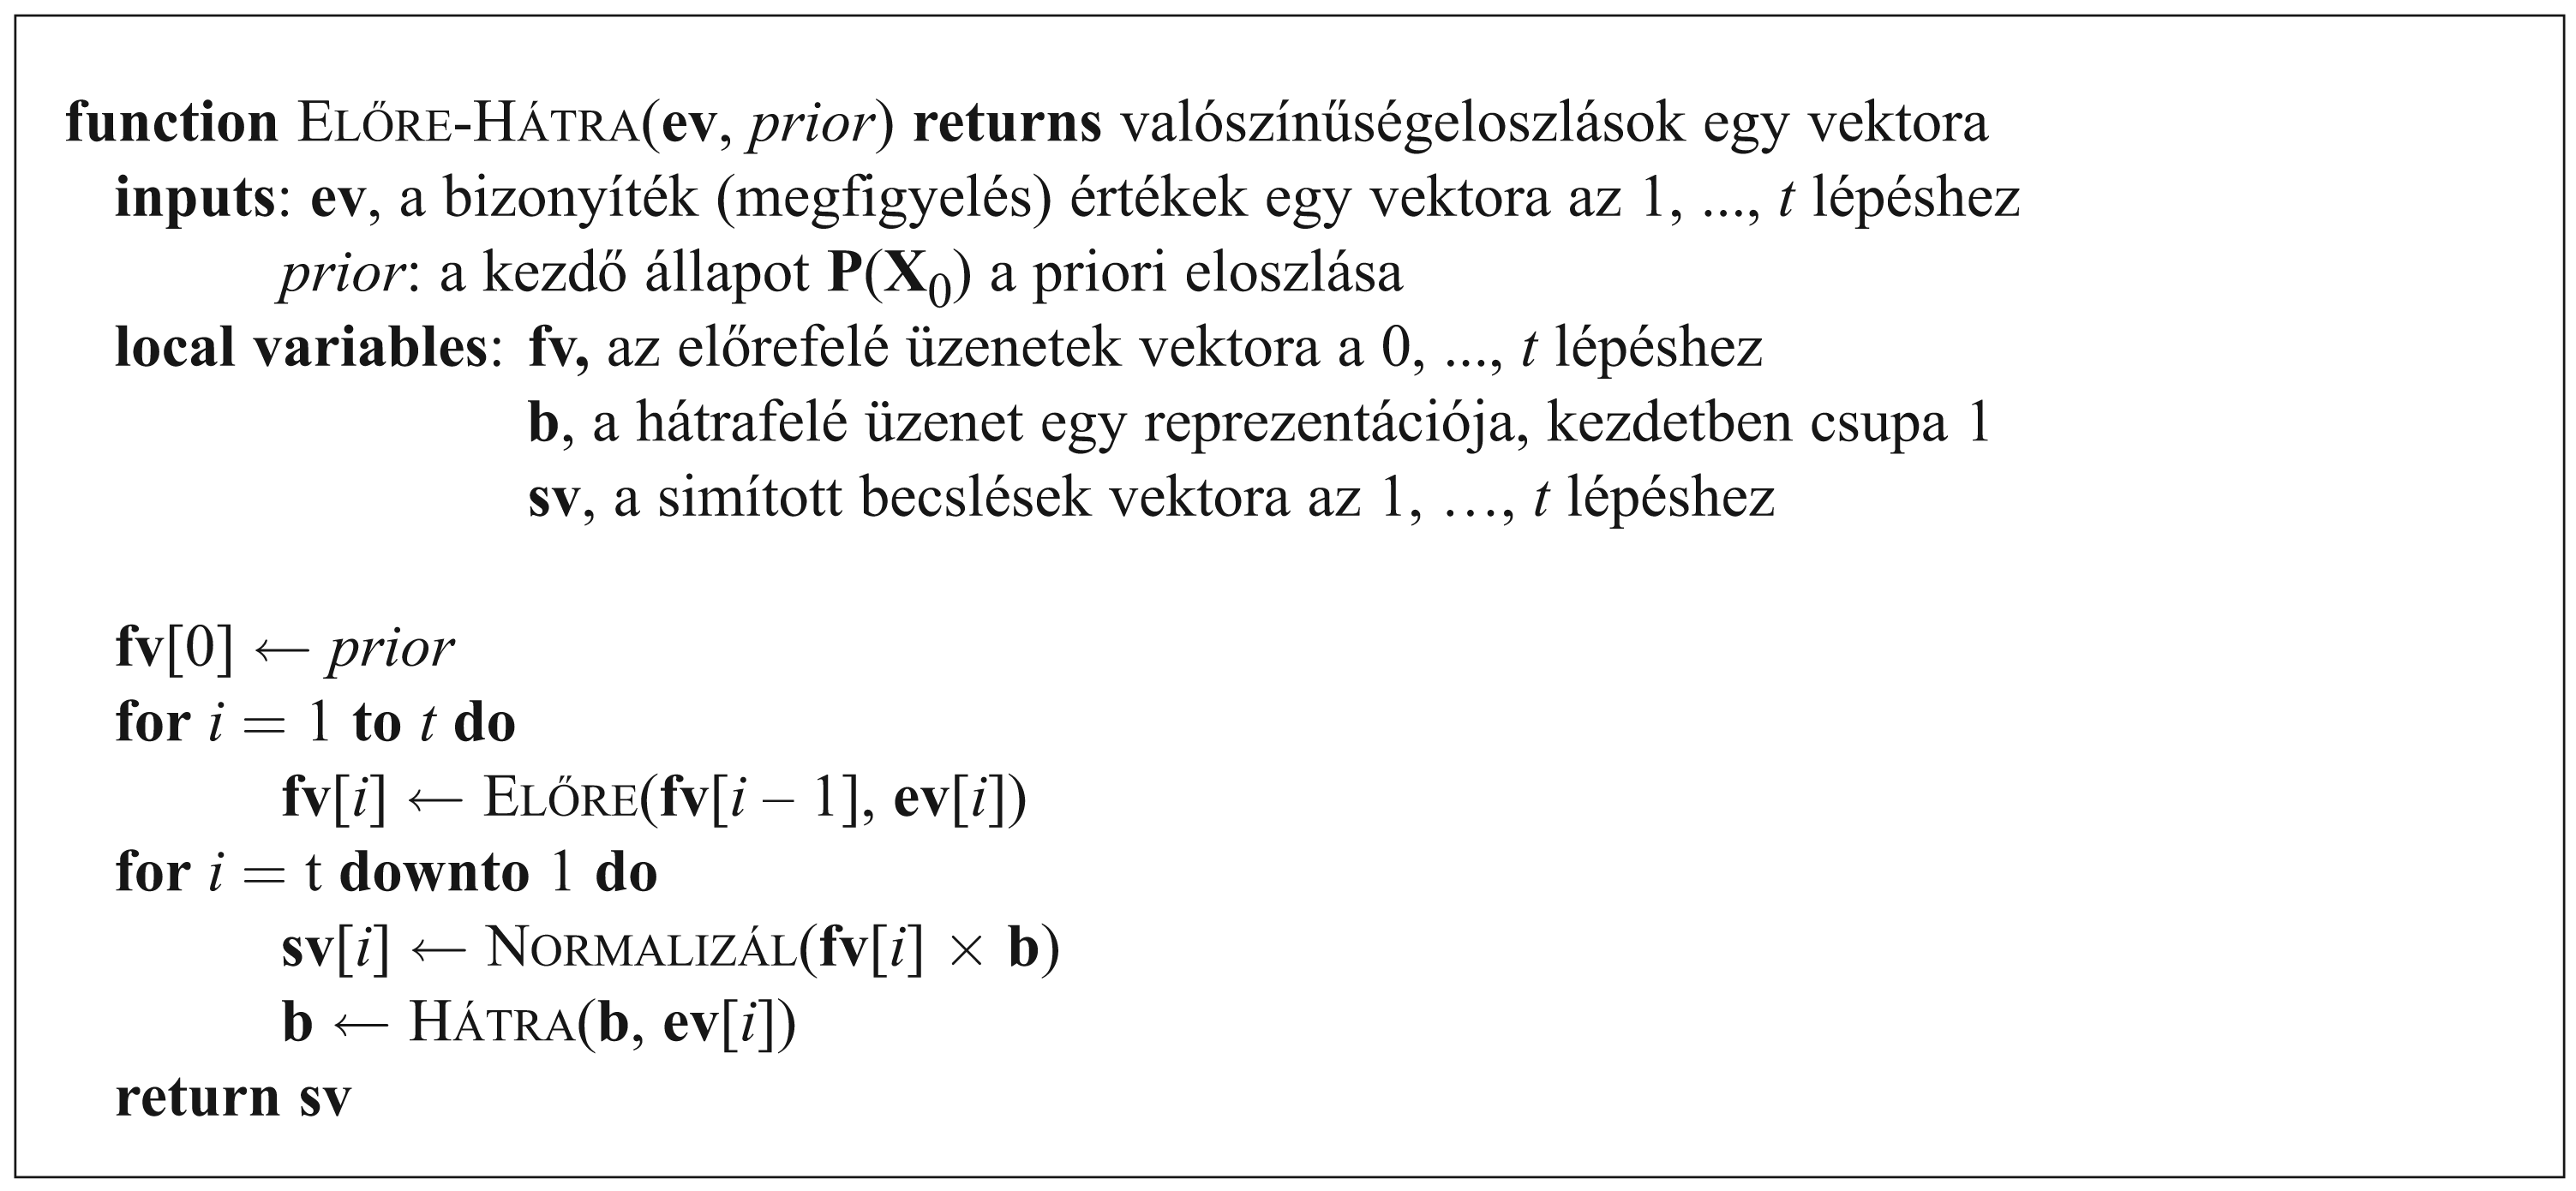 function ELŐRE-HÁTRA(ev, prior) returns valószínűségeloszlások egy vektora
inputs: ev, a bizonyíték (megfigyelés) értékek egy vektora az 1, ..., t lépéshez
prior: a kezdő állapot P(X₀) a priori eloszlása
local variables: fv, az előrefelé üzenetek vektora a 0, ..., t lépéshez
b, a hátrafelé üzenet egy reprezentációja, kezdetben csupa 1
sv, a simított becslések vektora az 1, …, t lépéshez
fv[0] ← prior
for i = 1 to t do
fv[i] ← ELŐRE(fv[i – 1], ev[i])
for i = t downto 1 do
sv[i] ← NORMALIZÁL(fv[i] × b)
b ← HÁTRA(b, ev[i])
return sv